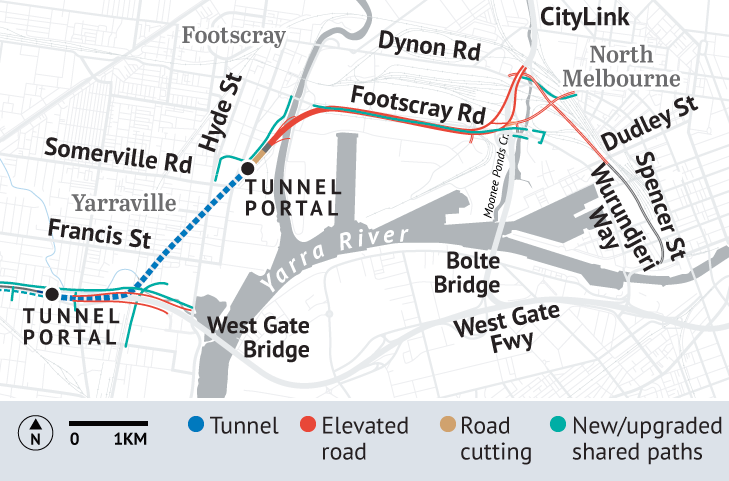 CityLink
Footscray
Dynon Rd
North
Melbourne
Hyde St
Footscray Rd
Dudley St
Somerville Rd
Moonee Ponds Cr.
Spencer St
TUNNEL
PORTAL
Wurundjeri
Way
Yarraville
Francis St
Yarra River
Bolte
Bridge
TUNNEL
PORTAL
West Gate
Bridge
West Gate
Fwy
N
0 1KM
Tunnel
Elevated
road
Road
cutting
New/upgraded
shared paths